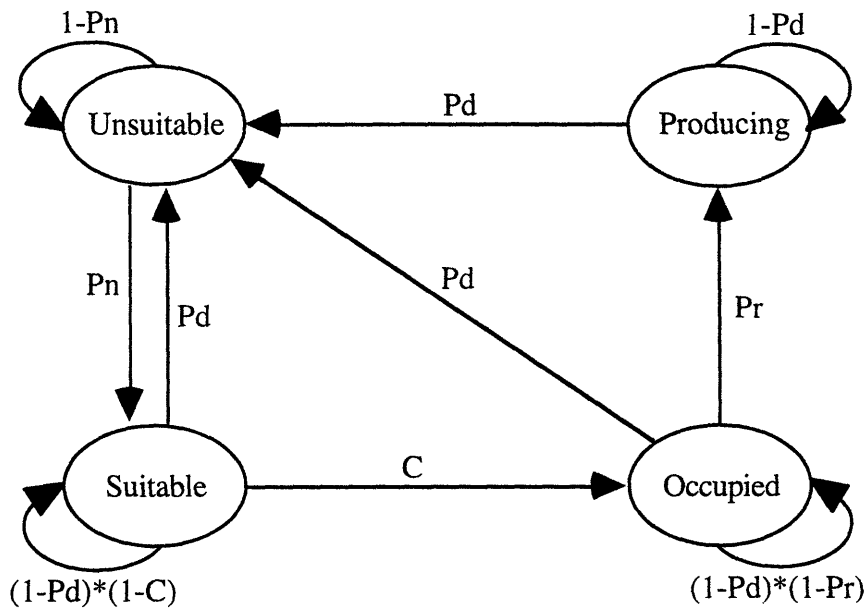 1-Pn
1-Pd
Unsuitable
Pd
Producing
Pn
Pd
Pd
Pr
Suitable
C
Occupied
(1-Pd)*(1-C)
(1-Pd)*(1-Pr)